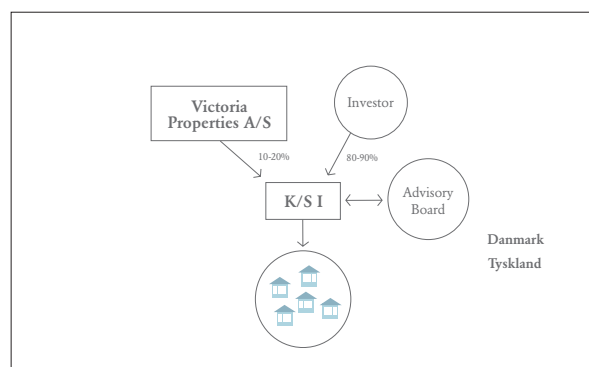 Victoria
Properties A/S
Investor
10-20%
80-90%
K/S I
Advisory
Board
Danmark
Tyskland